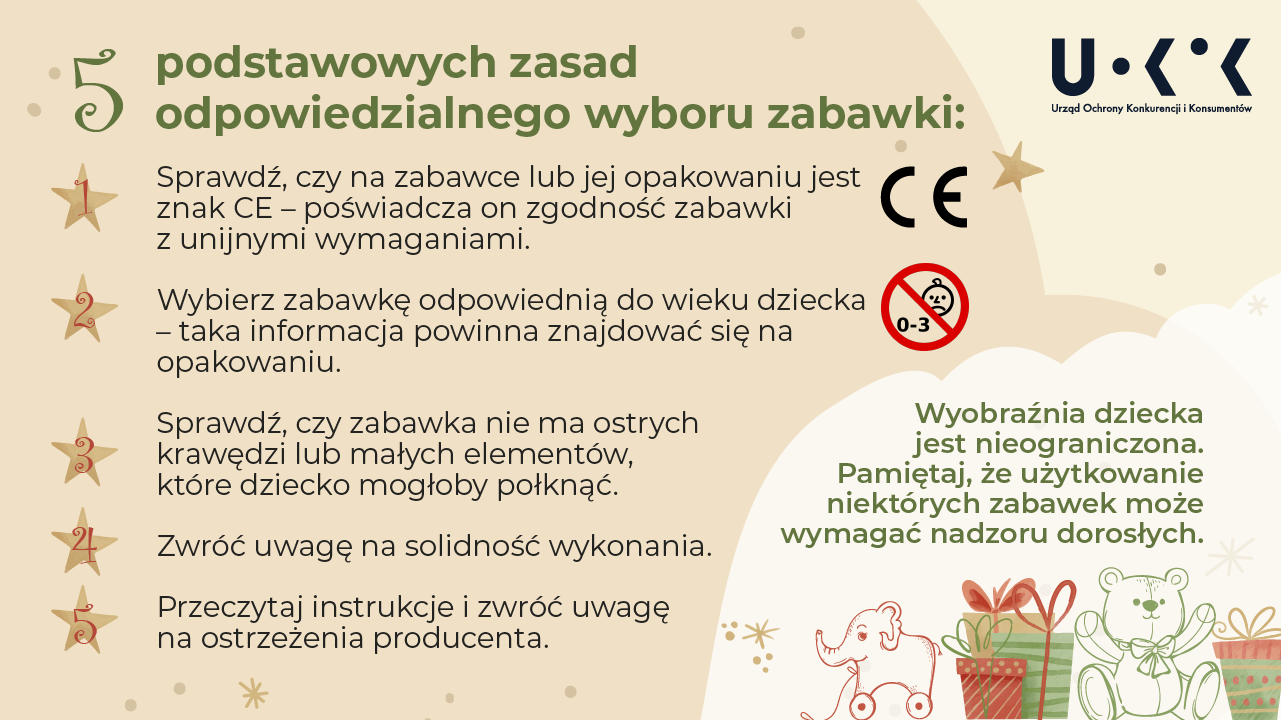 5 podstawowych zasad
odpowiedzialnego wyboru zabawki:
U·K·K
Urząd Ochrony Konkurencji i Konsumentów
1
Sprawdź, czy na zabawce lub jej opakowaniu jest
znak CE – poświadcza on zgodność zabawki
z unijnymi wymaganiami.
CE
2
Wybierz zabawkę odpowiednią do wieku dziecka
– taka informacja powinna znajdować się na
opakowaniu.
0-3
3
Sprawdź, czy zabawka nie ma ostrych
krawędzi lub małych elementów,
które dziecko mogłoby połknąć.
4
Zwróć uwagę na solidność wykonania.
5
Przeczytaj instrukcje i zwróć uwagę
na ostrzeżenia producenta.
Wyobraźnia dziecka
jest nieograniczona.
Pamiętaj, że użytkowanie
niektórych zabawek może
wymagać nadzoru dorosłych.